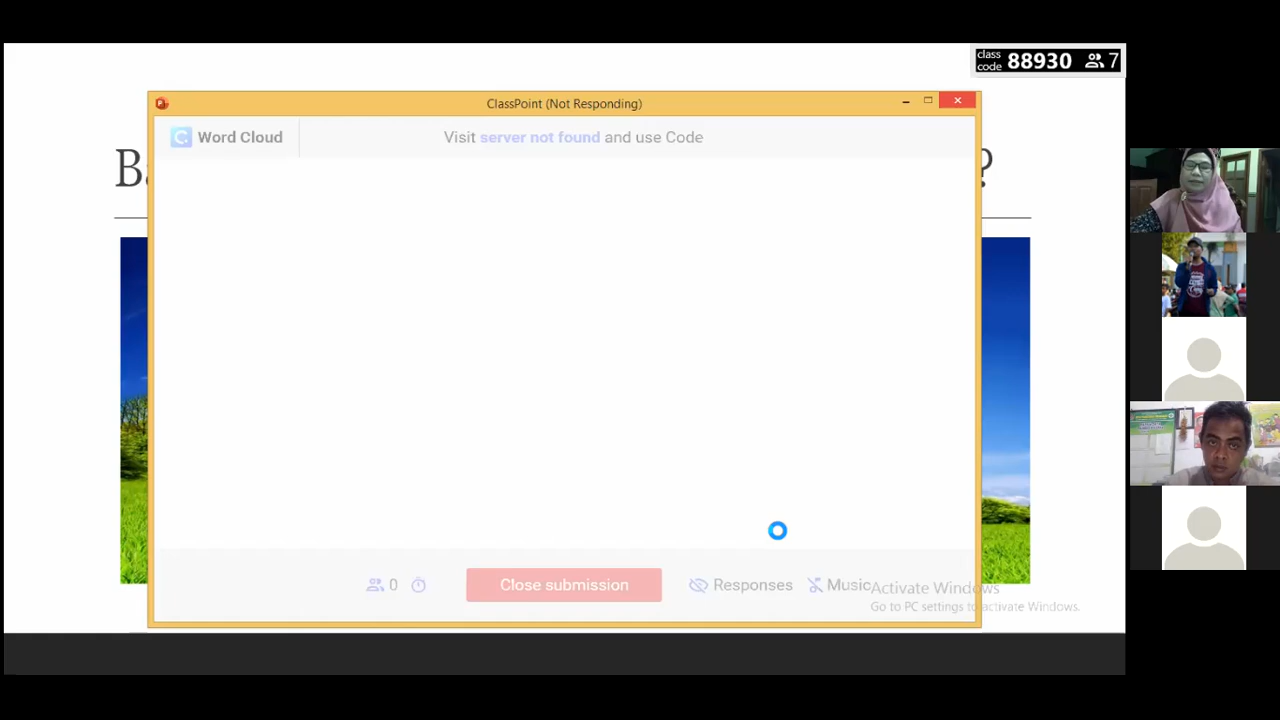 class
code 88930 7
ClassPoint (Not Responding)
Word Cloud
Visit server not found and use Code
B
?
0
Close submission
Responses
Music
Activate Windows
Go to PC settings to activate Windows.